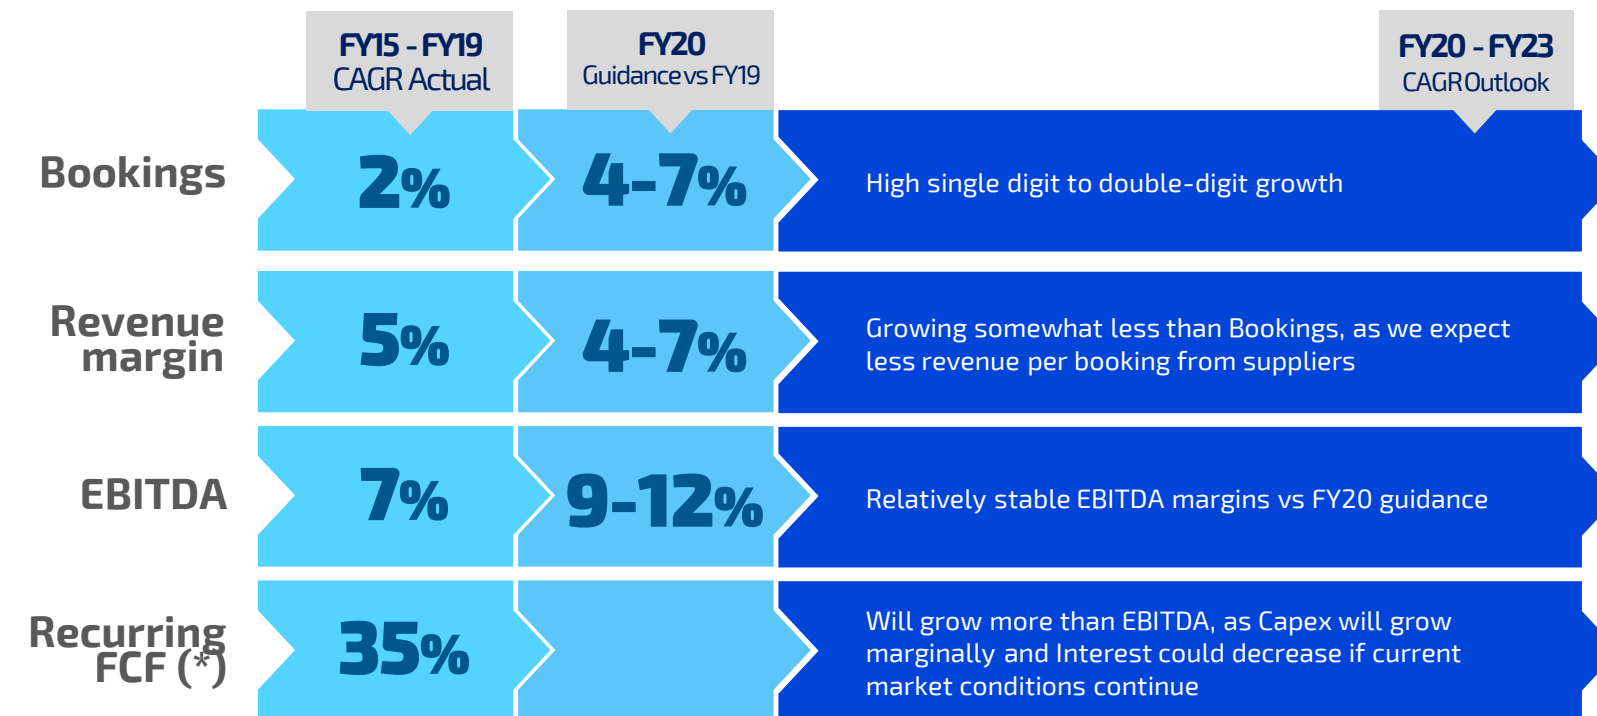 FY15 - FY19
CAGR Actual
FY20
Guidance vs FY19
FY20 - FY23
CAGR Outlook
Bookings
2%
4-7%
High single digit to double-digit growth
Revenue
margin
5%
4-7%
Growing somewhat less than Bookings, as we expect
less revenue per booking from suppliers
EBITDA
7%
9-12%
Relatively stable EBITDA margins vs FY20 guidance
Recurring
FCF (*)
35%
Will grow more than EBITDA, as Capex will grow
marginally and Interest could decrease if current
market conditions continue